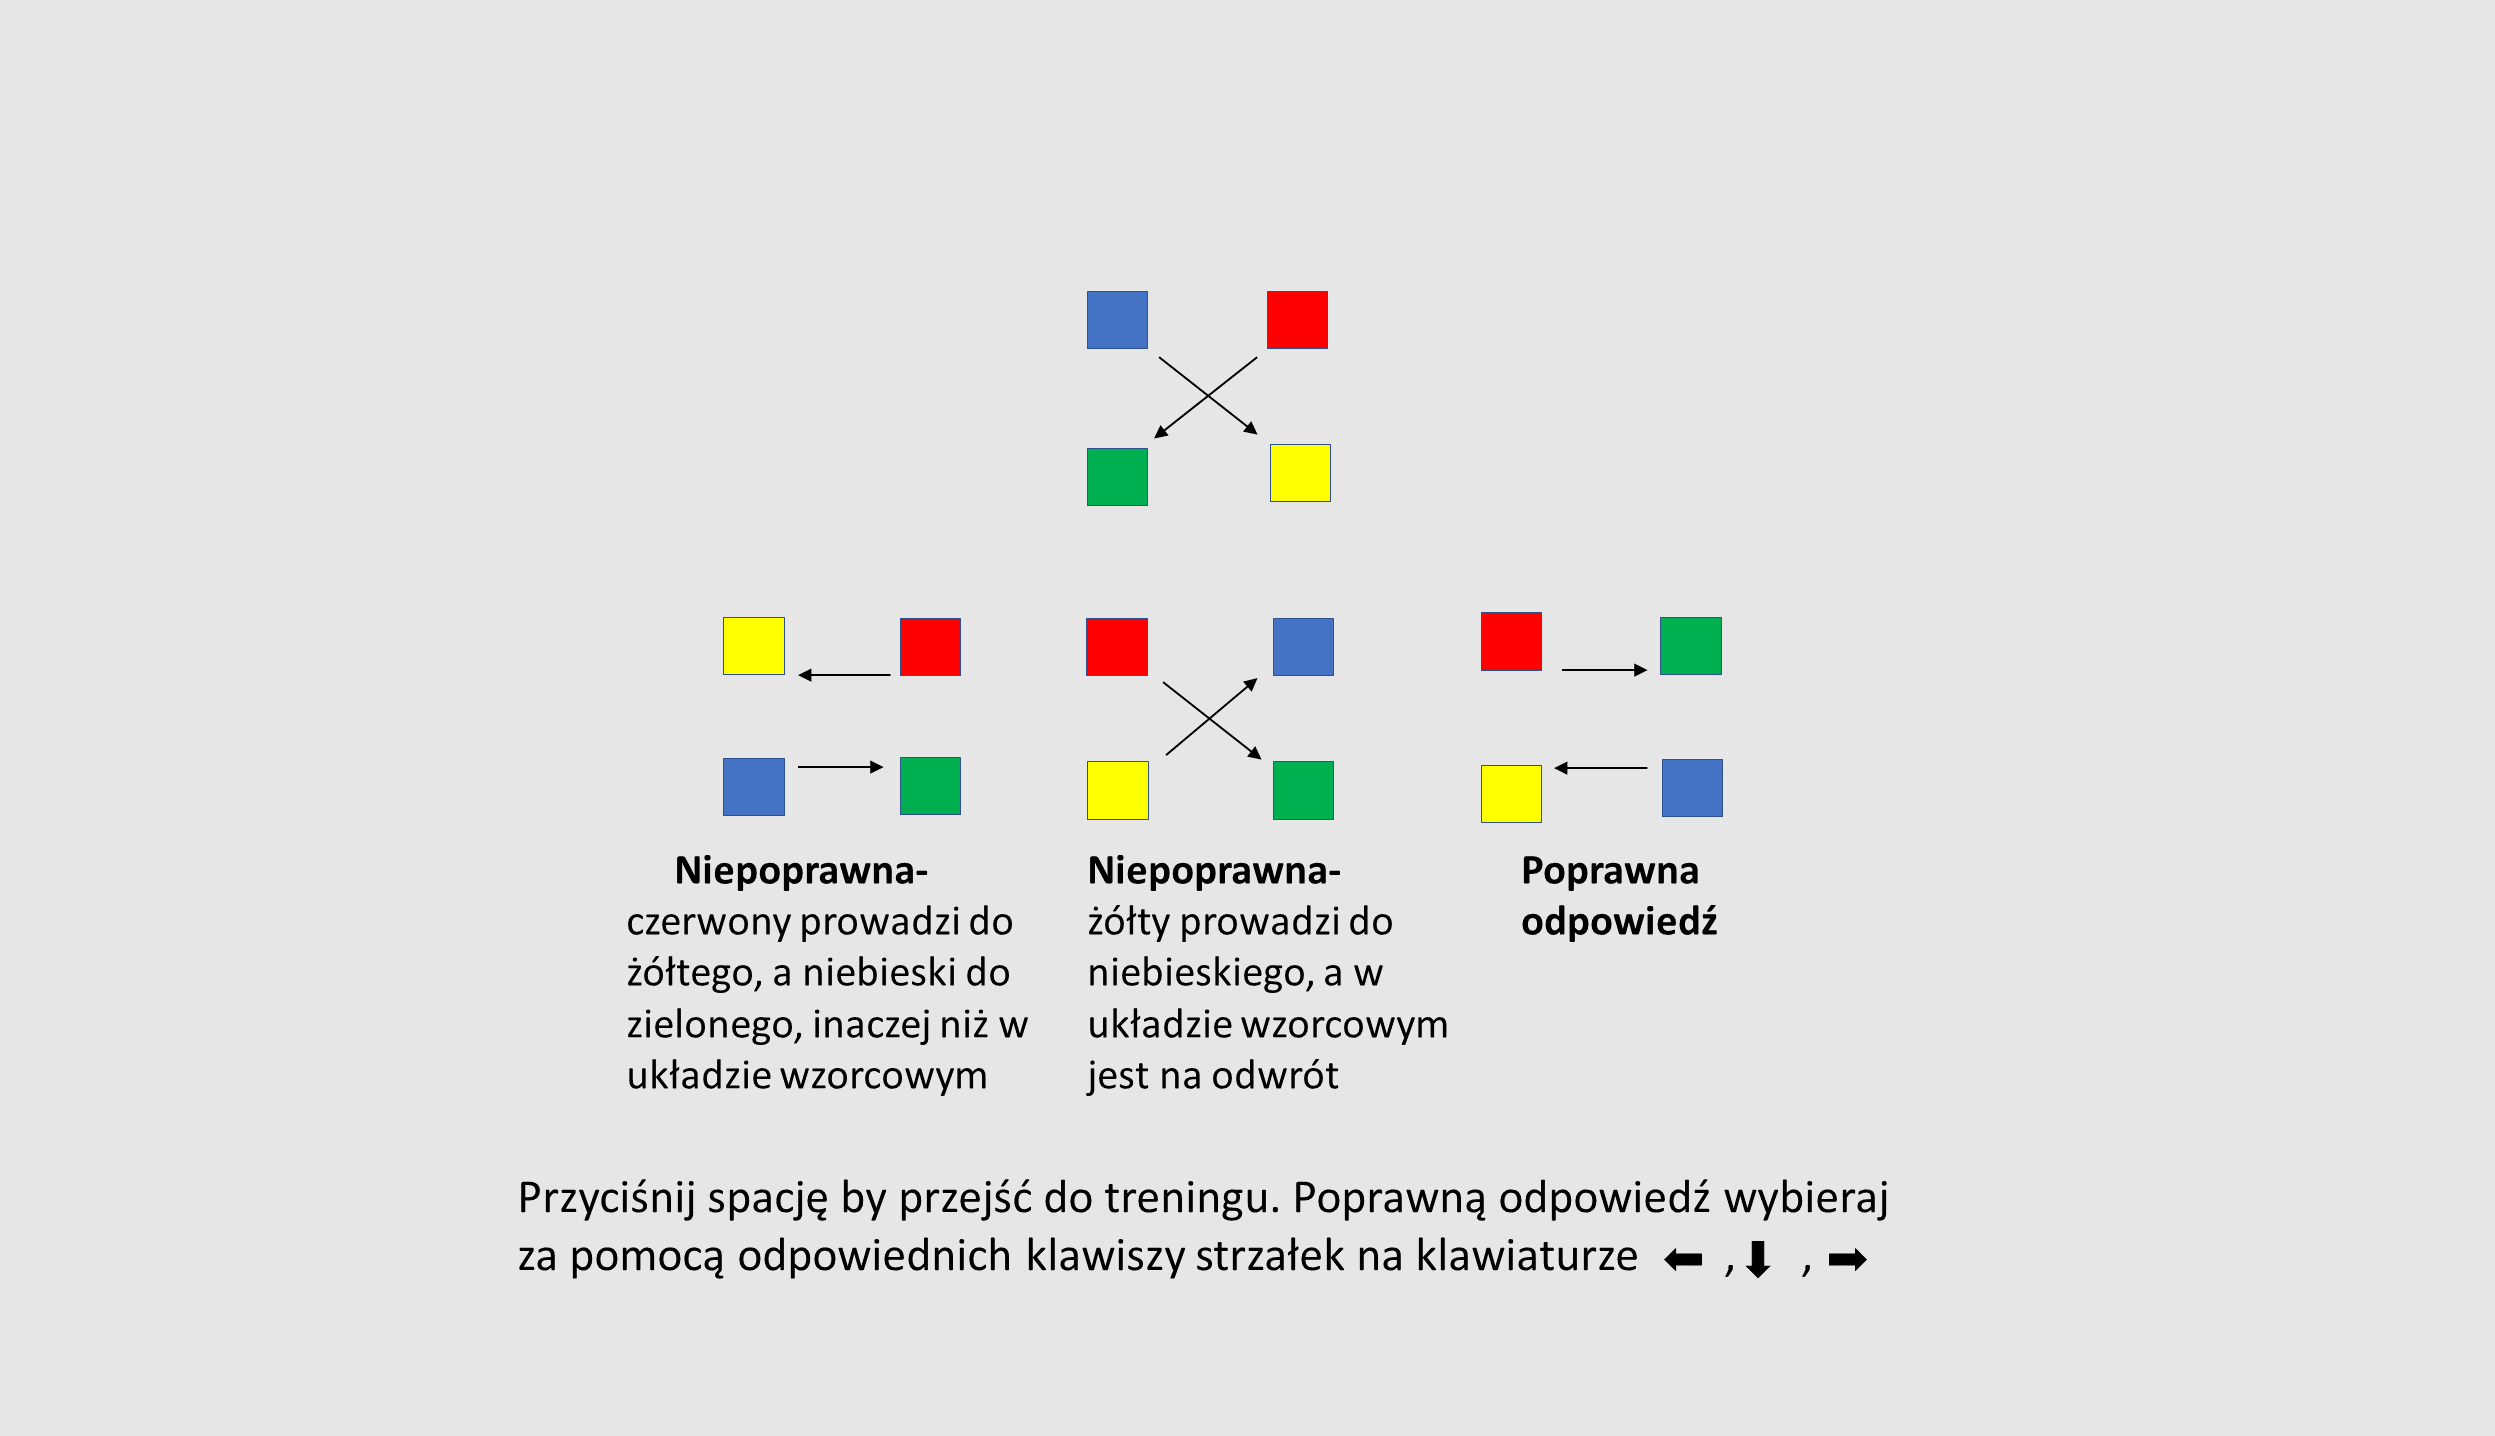 Niepoprawna-
czerwony prowadzi do
żółtego, a niebieski do
zielonego, inaczej niż w
układzie wzorcowym
Niepoprawna-
żółty prowadzi do
niebieskiego, a w
układzie wzorcowym
jest na odwrót
Poprawna
odpowiedź
Przyciśnij spację by przejść do treningu. Poprawną odpowiedź wybieraj
za pomocą odpowiednich klawiszy strzałek na klawiaturze ⬅ , ⬇ , ➡